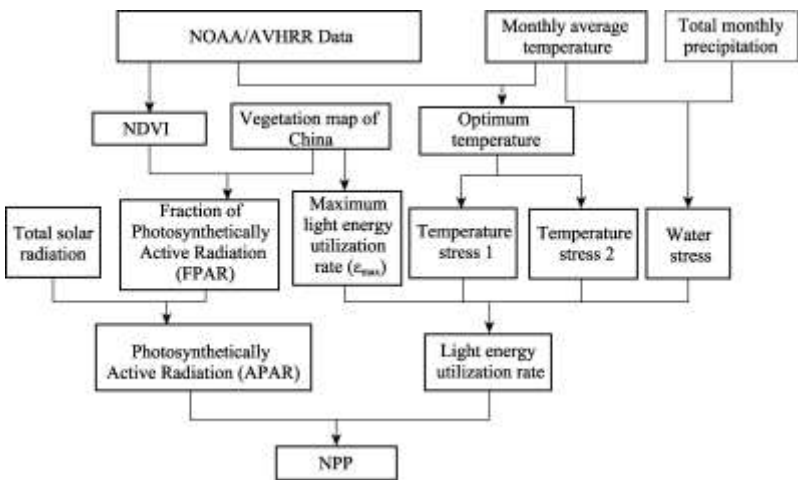 NOAA/AVHRR Data
Monthly average
temperature
Total monthly
precipitation
NDVI
Vegetation map of
China
Optimum
temperature
Total solar
radiation
Fraction of
Photosynthetically
Active Radiation
(FPAR)
Maximum
light energy
utilization
rate (εmax)
Temperature
stress 1
Temperature
stress 2
Water
stress
Photosynthetically
Active Radiation (APAR)
Light energy
utilization rate
NPP